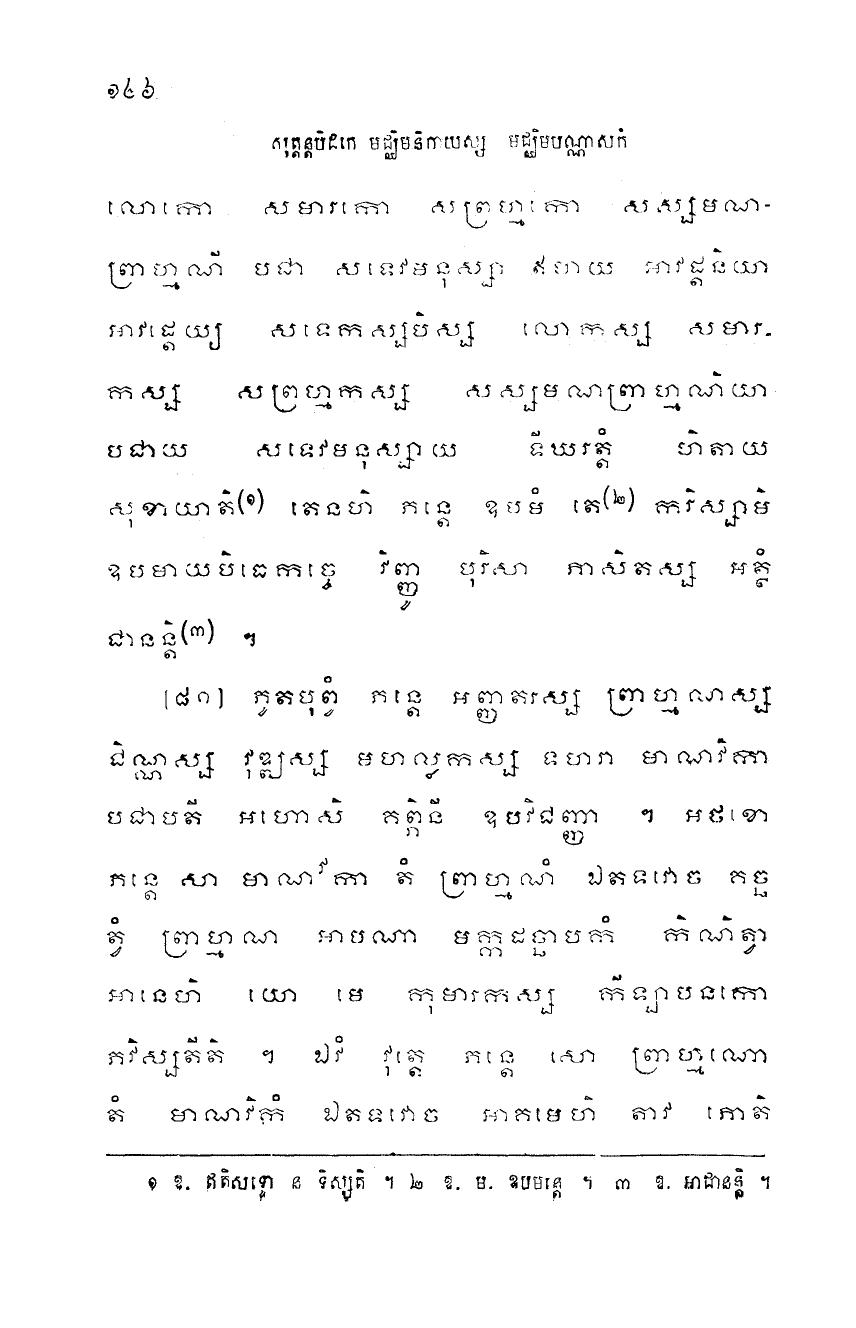 ១៤៦
សុត្តន្តបិដកេ មជ្ឈិមនិកាយស្ស មជ្ឈិមបណ្ណាសកំ
លោកោ សមារកោ សព្រហ្មកោ សស្សមណ-
ព្រាហ្មណី បជា សទេវមនុស្សា ឥមាយ អាវដ្តនិយា
អាវដ្តេយ្យ សទេវកស្សបិស្ស លោកស្ស សមារ-
កស្ស សព្រហ្មកស្ស សស្សមណព្រាហ្មណិយា
បជាយ សទេវមនុស្សាយ ទីឃរត្តំ ហិតាយ
សុខាយាតិ(១) តេនហិ ភន្តេ ឧបមំ តេ(២) ករិស្សាមិ
ឧបមាយបិធេកច្ចេ វិញ្ញូ បុរិសា ភាសិតស្ស អត្ថំ
ជានន្តិ(៣) ។
[៨១] ភូតបុព្វំ ភន្តេ អញ្ញតរស្ស ព្រាហ្មណស្ស
ជិណ្ណស្ស វុឌ្ឍស្ស មហល្លកស្ស ទហរា មាណវិកា
បជាបតី អហោសិ គព្ភិនី ឧបវិជញ្ញា ។ អថខោ
ភន្តេ សា មាណវិកា តំ ព្រាហ្មណំ ឯតទវោច គច្ឆ
ត្វំ ព្រាហ្មណ អាបណា មក្កដច្ឆាបកំ កិណិត្វា
អានេហិ យោ មេ កុមារកស្ស កីឡាបនកោ
ភវិស្សតីតិ ។ ឯវំ វុត្តេ ភន្តេ សោ ព្រាហ្មណោ
តំ មាណវិកំ ឯតទវោច អាគមេហិ តាវ ភោតិ
១ ឱ. ឥតិសទ្ទោ ន ទិស្សតិ ។ ២ ឱ. ម. ឧបមន្តេ ។ ៣ ឱ. អាជានន្តិ ។